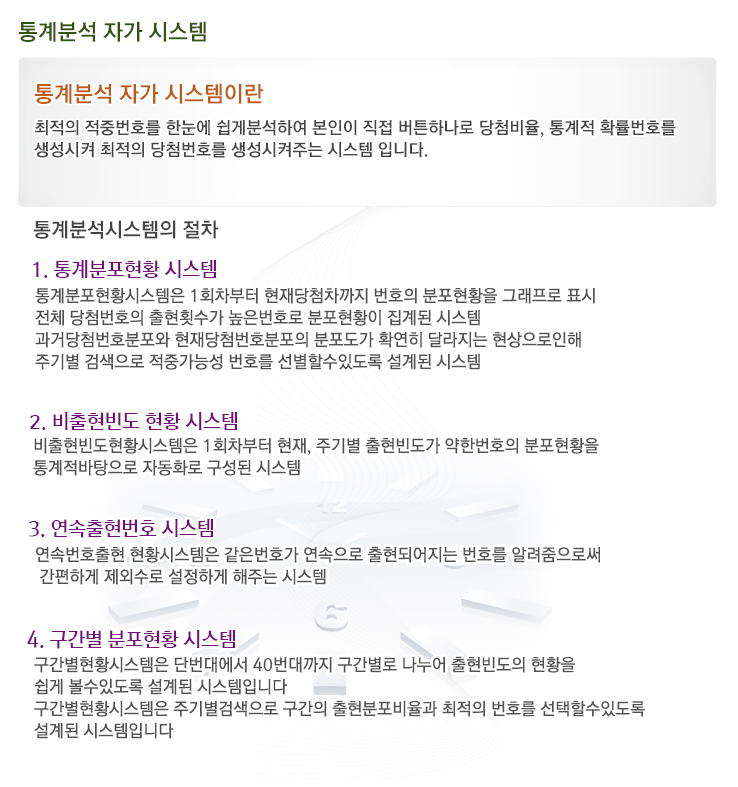 통계분석 자가 시스템
통계분석 자가 시스템이란
최적의 적중번호를 한눈에 쉽게분석하여 본인이 직접 버튼하나로 당첨비율, 통계적 확률번호를
생성시켜 최적의 당첨번호를 생성시켜주는 시스템 입니다.
통계분석시스템의 절차
1. 통계분포현황 시스템
통계분포현황시스템은 1회차부터 현재당첨차까지 번호의 분포현황을 그래프로 표시
전체 당첨번호의 출현횟수가 높은번호로 분포현황이 집계된 시스템
과거당첨번호분포와 현재당첨번호분포의 분포도가 확연히 달라지는 현상으로인해
주기별 검색으로 적중가능성 번호를 선별할수있도록 설계된 시스템
2. 비출현빈도 현황 시스템
비출현빈도현황시스템은 1회차부터 현재, 주기별 출현빈도가 약한번호의 분포현황을
통계적바탕으로 자동화로 구성된 시스템
12
3. 연속출현번호 시스템
연속번호출현 현황시스템은 같은번호가 연속으로 출현되어지는 번호를 알려줌으로써
간편하게 제외수로 설정하게 해주는 시스템
6
4. 구간별 분포현황 시스템
구간별현황시스템은 단번대에서 40번대까지 구간별로 나누어 출현빈도의 현황을
쉽게 볼수있도록 설계된 시스템입니다
구간별현황시스템은 주기별검색으로 구간의 출현분포비율과 최적의 번호를 선택할수있도록
설계된 시스템입니다